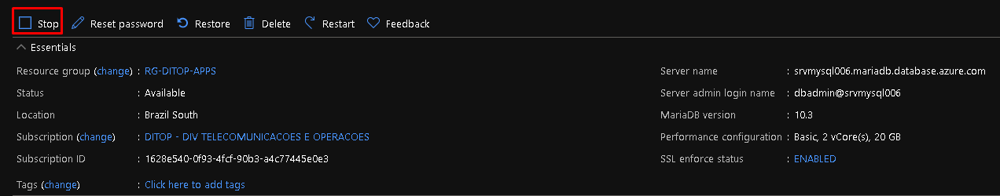 Stop Reset password Restore Delete Restart Feedback
Essentials
Resource group (change) : RG-DITOP-APPS
Status : Available
Location : Brazil South
Subscription (change) : DITOP - DIV TELECOMUNICACOES E OPERACOES
Subscription ID : 1628e540-0f93-4fcf-90b3-a4c77445e0e3
Tags (change) : Click here to add tags
Server name : srvmysql006.mariadb.database.azure.com
Server admin login name : dbadmin@srvmysql006
MariaDB version : 10.3
Performance configuration : Basic, 2 vCore(s), 20 GB
SSL enforce status : ENABLED